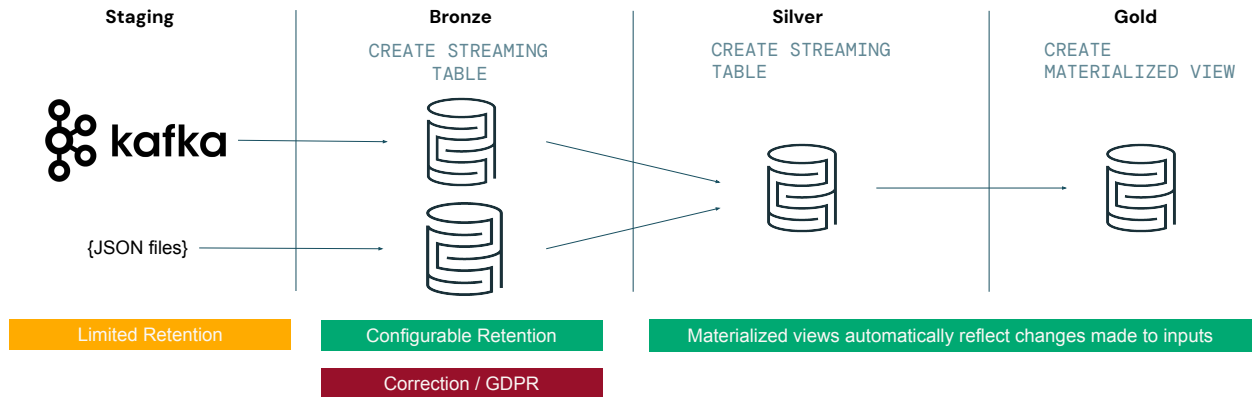 Staging
Bronze
Silver
Gold
CREATE STREAMING
TABLE
CREATE STREAMING
TABLE
CREATE
MATERIALIZED VIEW
kafka
{JSON files}
Limited Retention
Configurable Retention
Materialized views automatically reflect changes made to inputs
Correction / GDPR